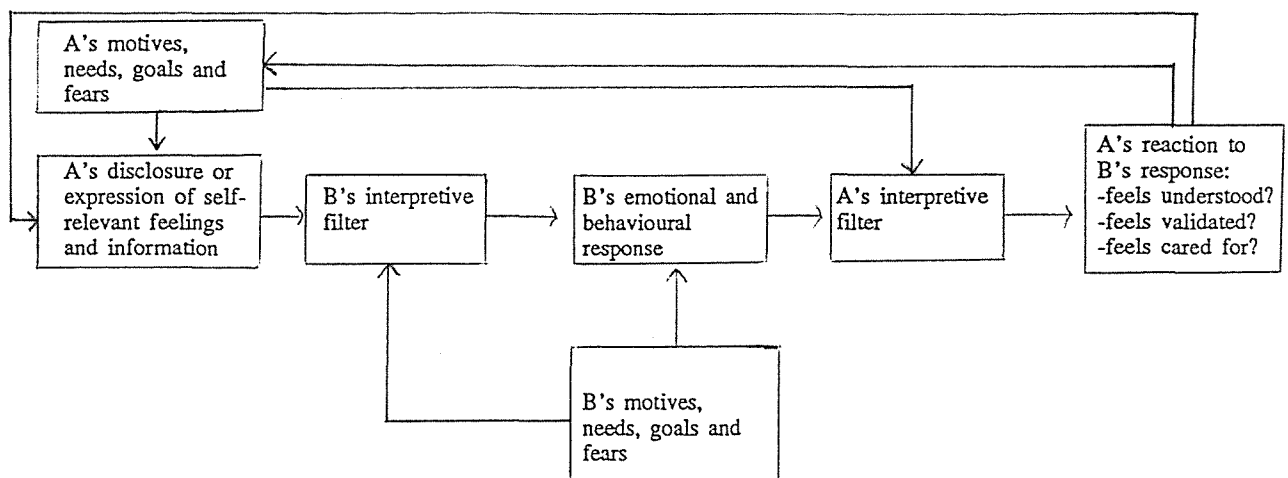 A's motives,
needs, goals and
fears
A's disclosure or
expression of self-
relevant feelings
and information
B's interpretive
filter
B's emotional and
behavioural
response
A's interpretive
filter
A's reaction to
B's response:
-feels understood?
-feels validated?
-feels cared for?
B's motives,
needs, goals and
fears